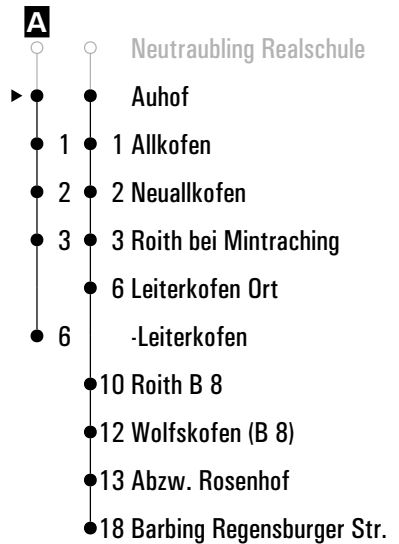 A
Neutraubling Realschule
Auhof
1 1 Allkofen
2 2 Neuallkofen
3 3 Roith bei Mintraching
6 Leiterkofen Ort
6 -Leiterkofen
10 Roith B 8
12 Wolfskofen (B 8)
13 Abzw. Rosenhof
18 Barbing Regensburger Str.